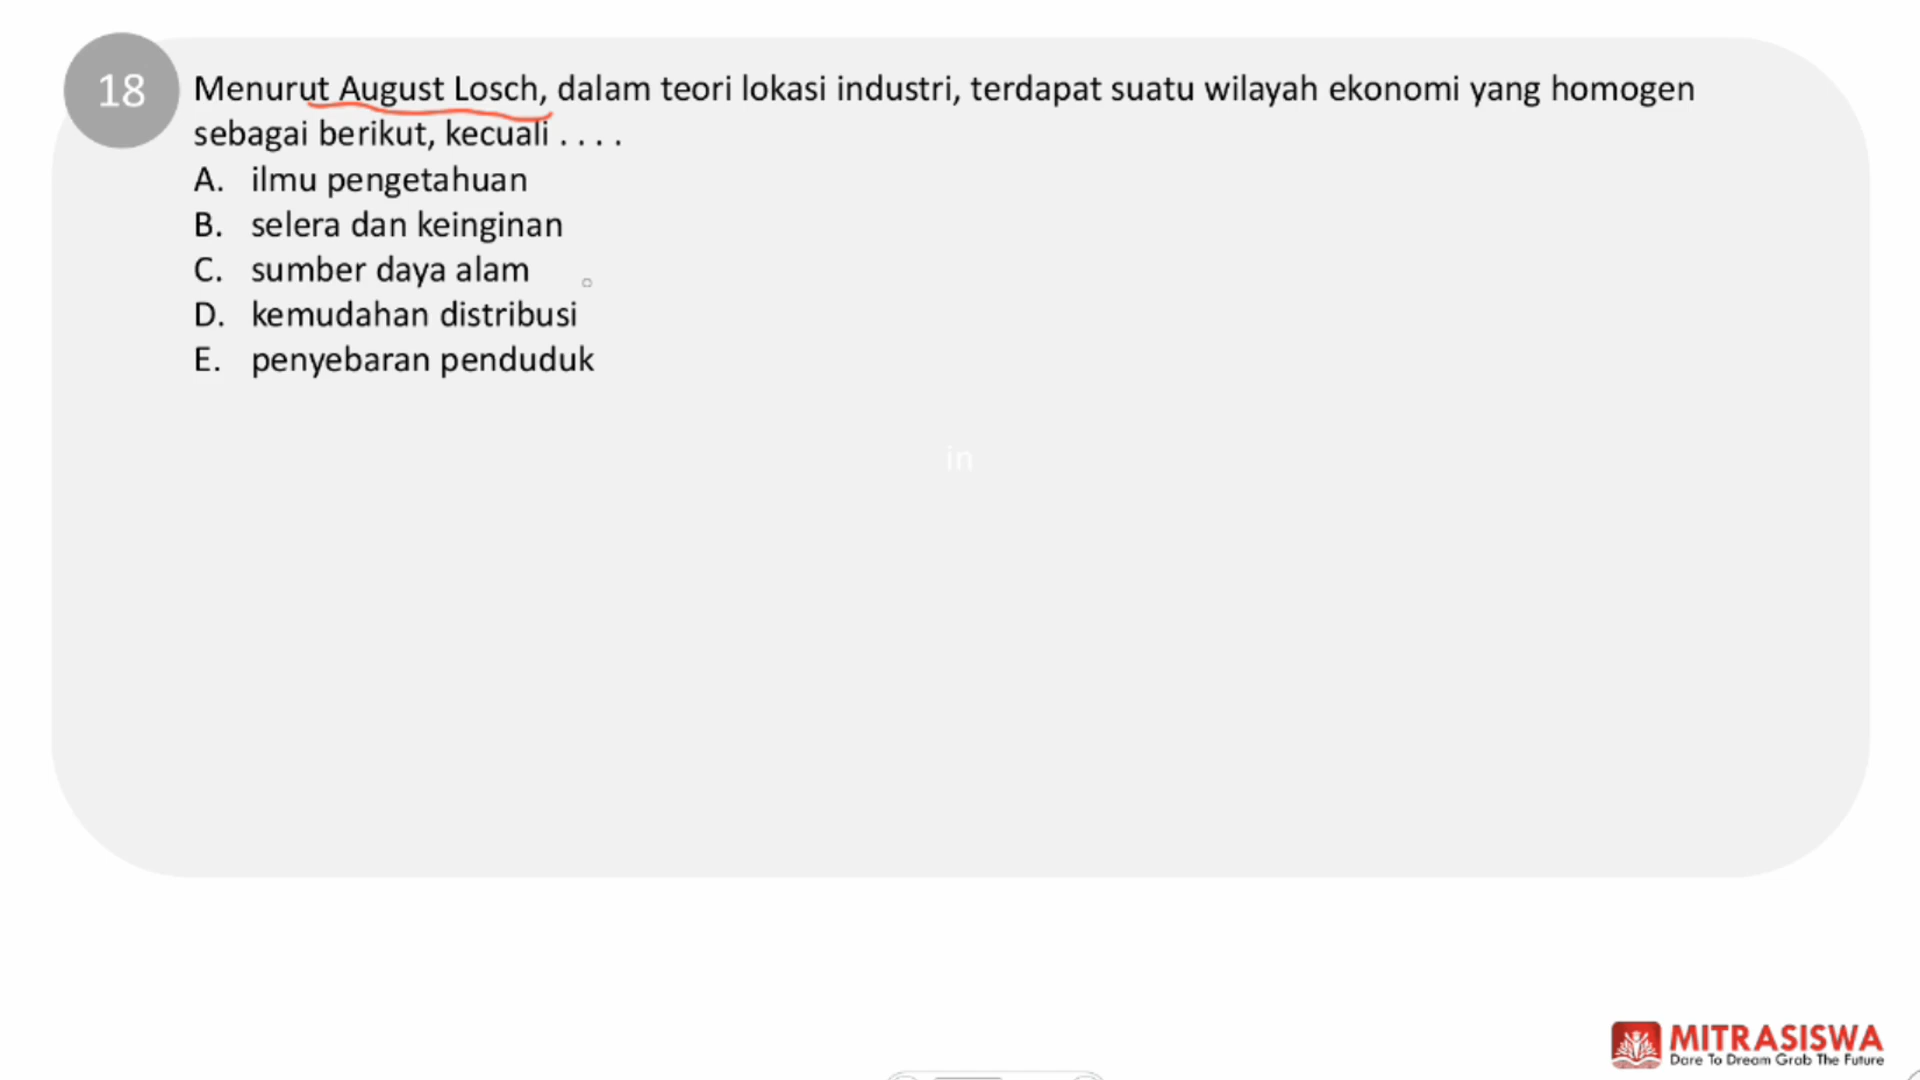 18
Menurut August Losch, dalam teori lokasi industri, terdapat suatu wilayah ekonomi yang homogen
sebagai berikut, kecuali . . . .
A. ilmu pengetahuan
B. selera dan keinginan
C. sumber daya alam
D. kemudahan distribusi
E. penyebaran penduduk
in
MITRASISWA
Dare To Dream Grab The Future